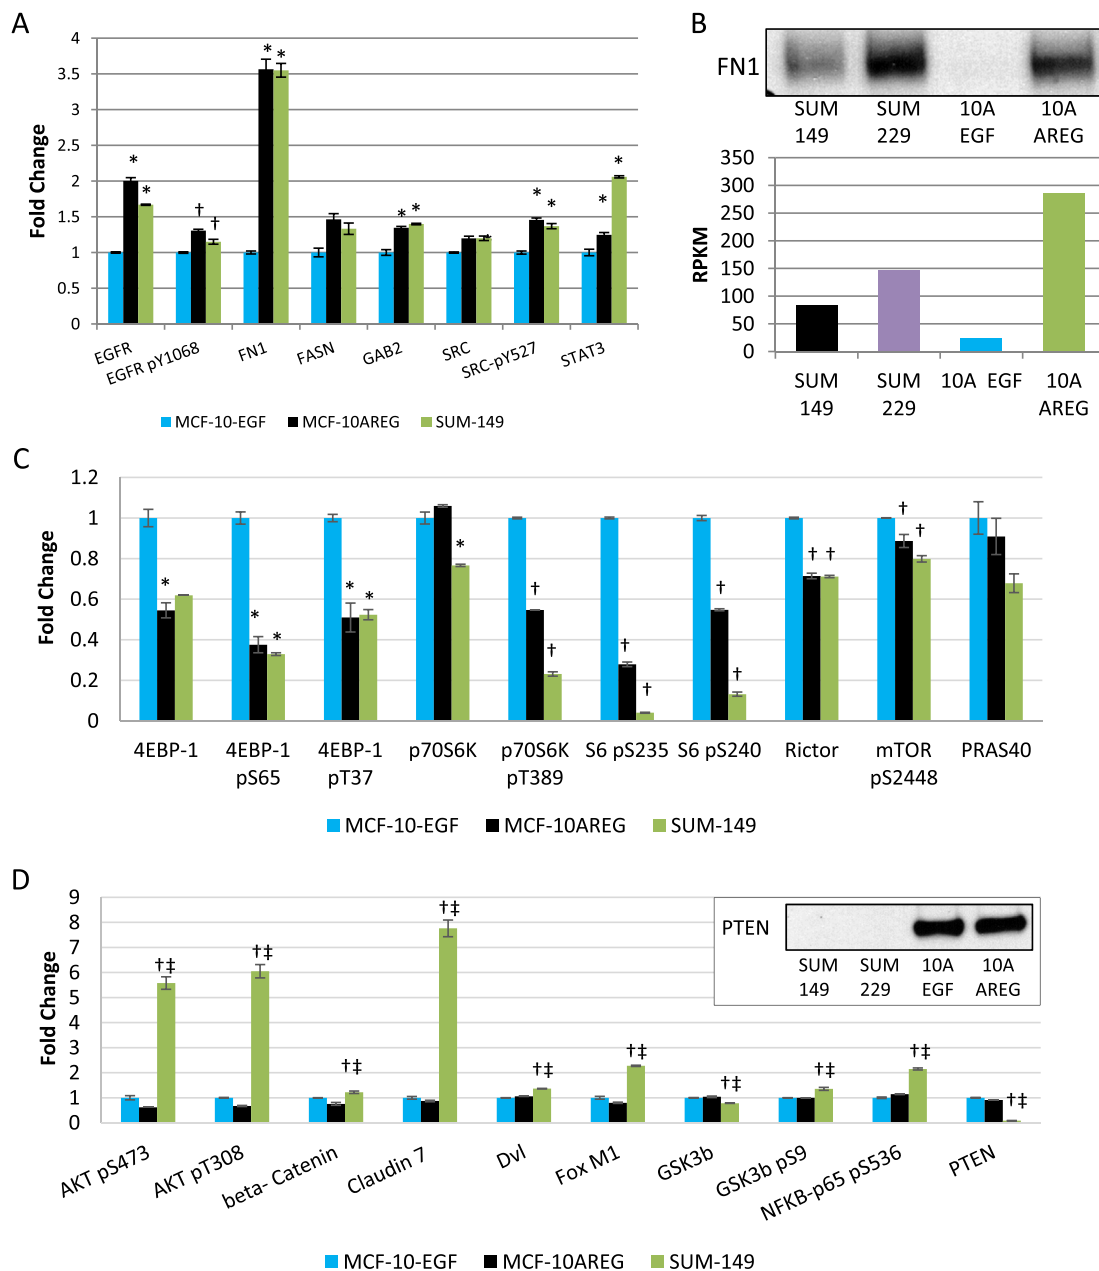 A
Fold Change
4
3.5
3
2.5
2
1.5
1
0.5
0
* * * * † † * * * * * *
EGFR
EGFR pY1068
FN1
FASN
GAB2
SRC
SRC-pY527
STAT3
MCF-10-EGF MCF-10AREG SUM-149
B
FN1
SUM SUM 10A 10A
149 229 EGF AREG
RPKM
350
300
250
200
150
100
50
0
SUM SUM 10A EGF 10A
149 229 AREG
C
Fold Change
1.2
1
0.8
0.6
0.4
0.2
0
* * * * * * † † † † † † † † † †
4EBP-1 4EBP-1 4EBP-1 p70S6K p70S6K S6 pS235 S6 pS240 Rictor mTOR PRAS40
pS65 pT37 pT389 pS2448
MCF-10-EGF MCF-10AREG SUM-149
D
Fold Change
9
8
7
6
5
4
3
2
1
0
†‡ †‡ †‡ †‡ †‡ †‡ †‡ †‡ †‡ †‡
PTEN
SUM SUM 10A 10A
149 229 EGF AREG
AKT pS473
AKT pT308
beta- Catenin
Claudin 7
Dvl
Fox M1
GSK3b
GSK3b pS9
NFKB-p65 pS536
PTEN
MCF-10-EGF MCF-10AREG SUM-149